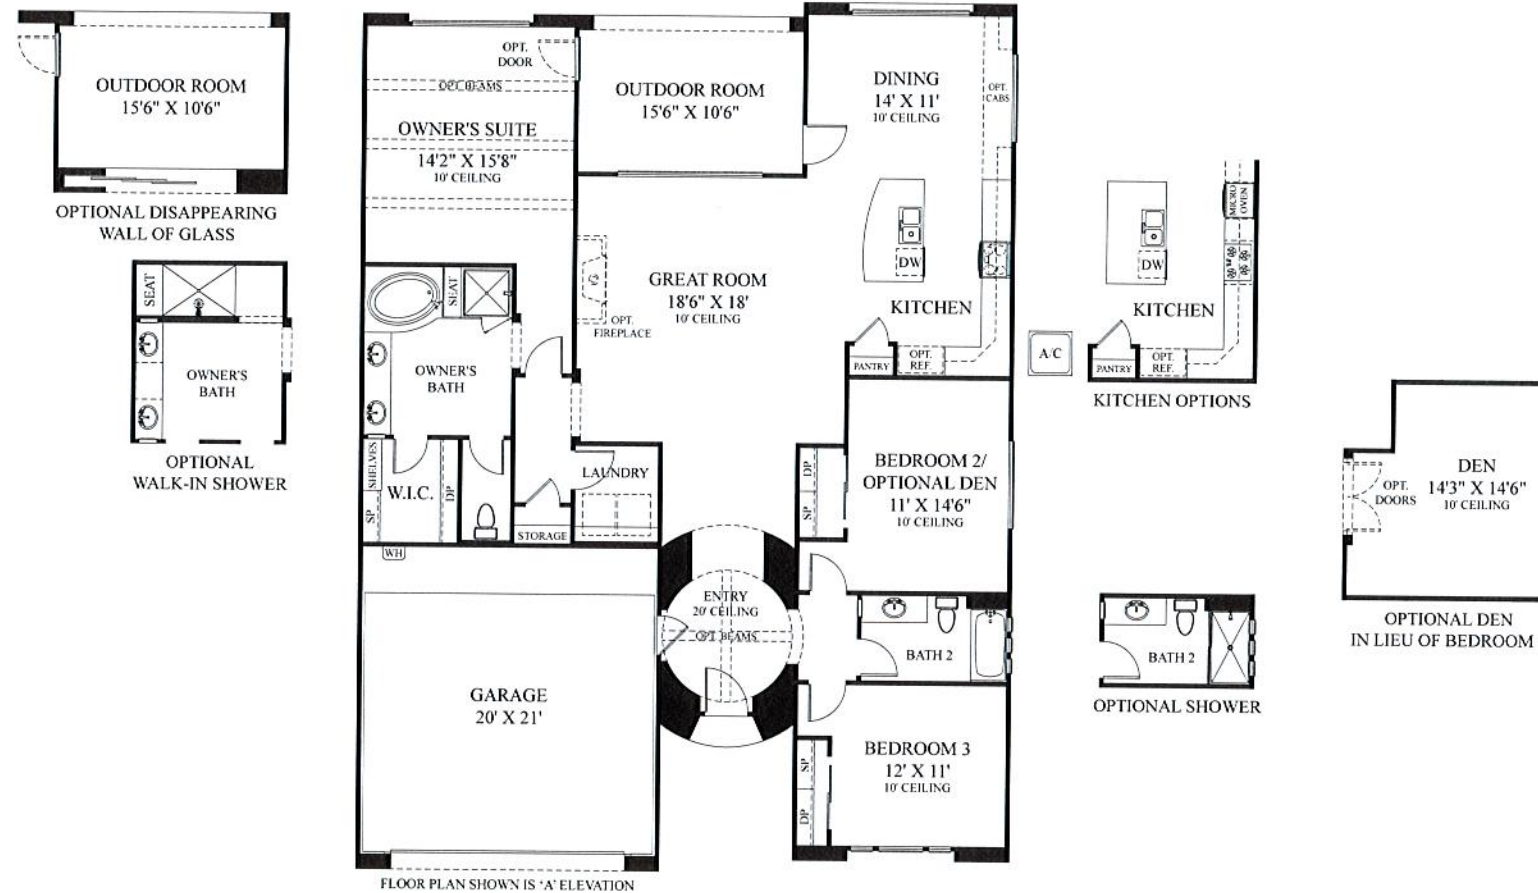 OUTDOOR ROOM
15'6" X 10'6"
OPTIONAL DISAPPEARING
WALL OF GLASS
SEAT
OWNER'S
BATH
OPTIONAL
WALK-IN SHOWER
OPT.
DOOR
OPT. BEAMS
OWNER'S SUITE
14'2" X 15'8"
10' CEILING
OUTDOOR ROOM
15'6" X 10'6"
DINING
14' X 11'
10' CEILING
OPT.
CABS
GREAT ROOM
18'6" X 18'
10' CEILING
OPT.
FIREPLACE
DW
KITCHEN
PANTRY
OPT.
REF.
A/C
SEAT
OWNER'S
BATH
SHELVES
SP
W.I.C.
DP
STORAGE
LAUNDRY
WH
DP
SP
BEDROOM 2/
OPTIONAL DEN
11' X 14'6"
10' CEILING
ENTRY
20' CEILING
OPT. BEAMS
BATH 2
GARAGE
20' X 21'
SP
DP
BEDROOM 3
12' X 11'
10' CEILING
FLOOR PLAN SHOWN IS 'A' ELEVATION
MICRO
OVEN
DW
KITCHEN
PANTRY
OPT.
REF.
KITCHEN OPTIONS
BATH 2
OPTIONAL SHOWER
DEN
14'3" X 14'6"
10' CEILING
OPT.
DOORS
OPTIONAL DEN
IN LIEU OF BEDROOM